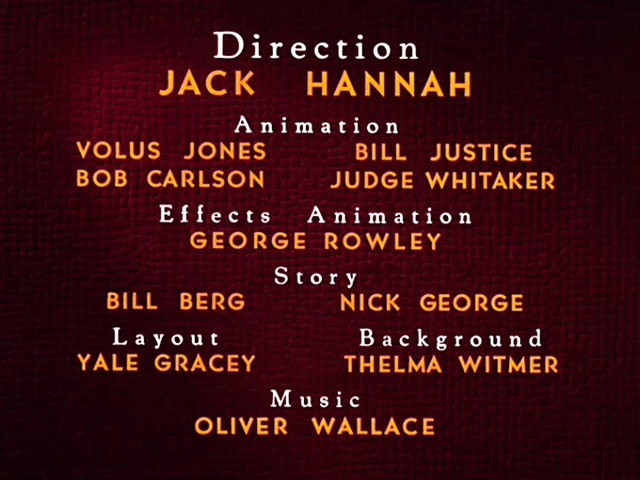 Direction
JACK HANNAH
Animation
VOLUS JONES BILL JUSTICE
BOB CARLSON JUDGE WHITAKER
Effects Animation
GEORGE ROWLEY
Story
BILL BERG NICK GEORGE
Layout Background
YALE GRACEY THELMA WITMER
Music
OLIVER WALLACE